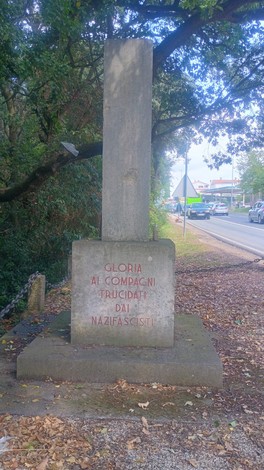 GLORIA
AI COMPAGNI
TRUCIDATI
DAI
NAZIFASCISTI